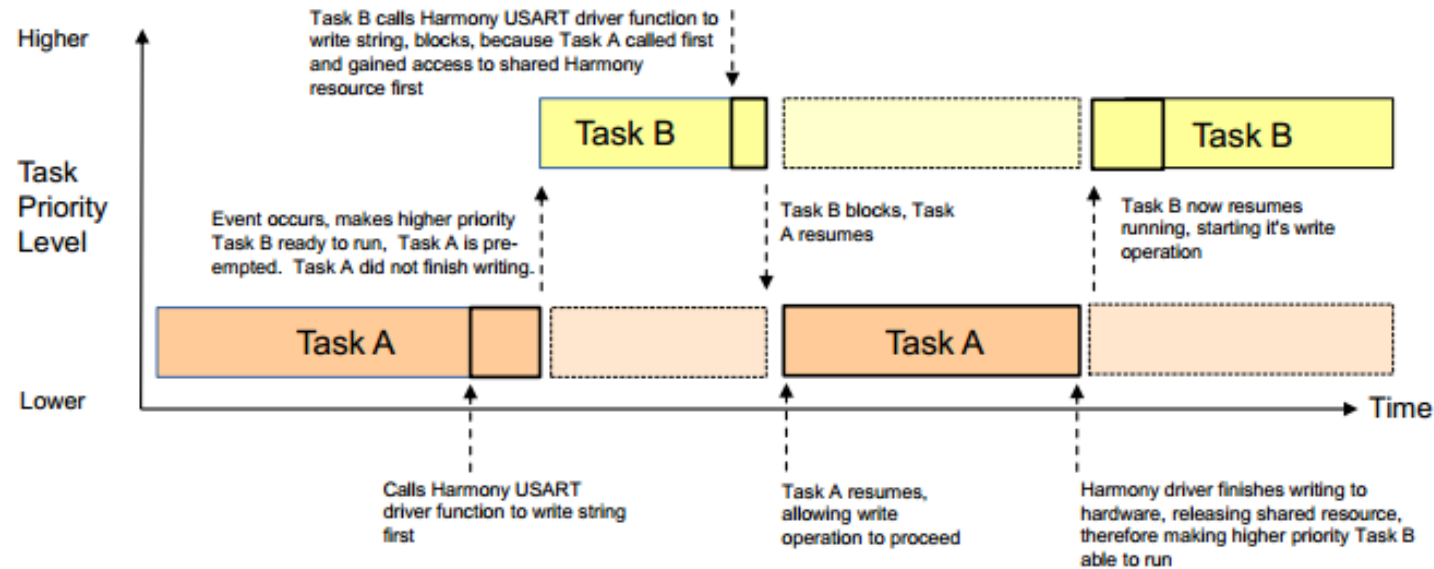 Task B calls Harmony USART driver function to
write string, blocks, because Task A called first
and gained access to shared Harmony
resource first
Higher
Task B
Task B
Task
Priority
Level
Event occurs, makes higher priority
Task B ready to run, Task A is pre-
empted. Task A did not finish writing.
Task B blocks, Task
A resumes
Task B now resumes
running, starting it's write
operation
Task A
Task A
Lower
Time
Calls Harmony USART
driver function to write string
first
Task A resumes,
allowing write
operation to proceed
Harmony driver finishes writing to
hardware, releasing shared resource,
therefore making higher priority Task B
able to run